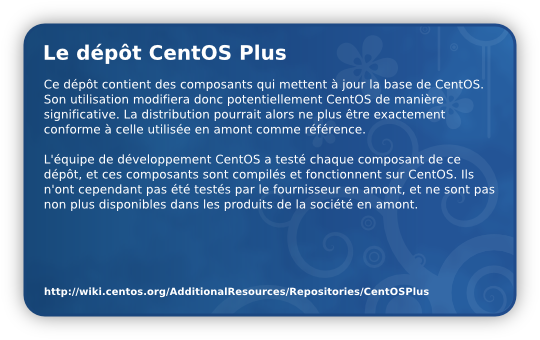 Le dépôt CentOS Plus
Ce dépôt contient des composants qui mettent à jour la base de CentOS.
Son utilisation modifiera donc potentiellement CentOS de manière
significative. La distribution pourrait alors ne plus être exactement
conforme à celle utilisée en amont comme référence.
L'équipe de développement CentOS a testé chaque composant de ce
dépôt, et ces composants sont compilés et fonctionnent sur CentOS. Ils
n'ont cependant pas été testés par le fournisseur en amont, et ne sont pas
non plus disponibles dans les produits de la société en amont.
http://wiki.centos.org/AdditionalResources/Repositories/CentOSPlus